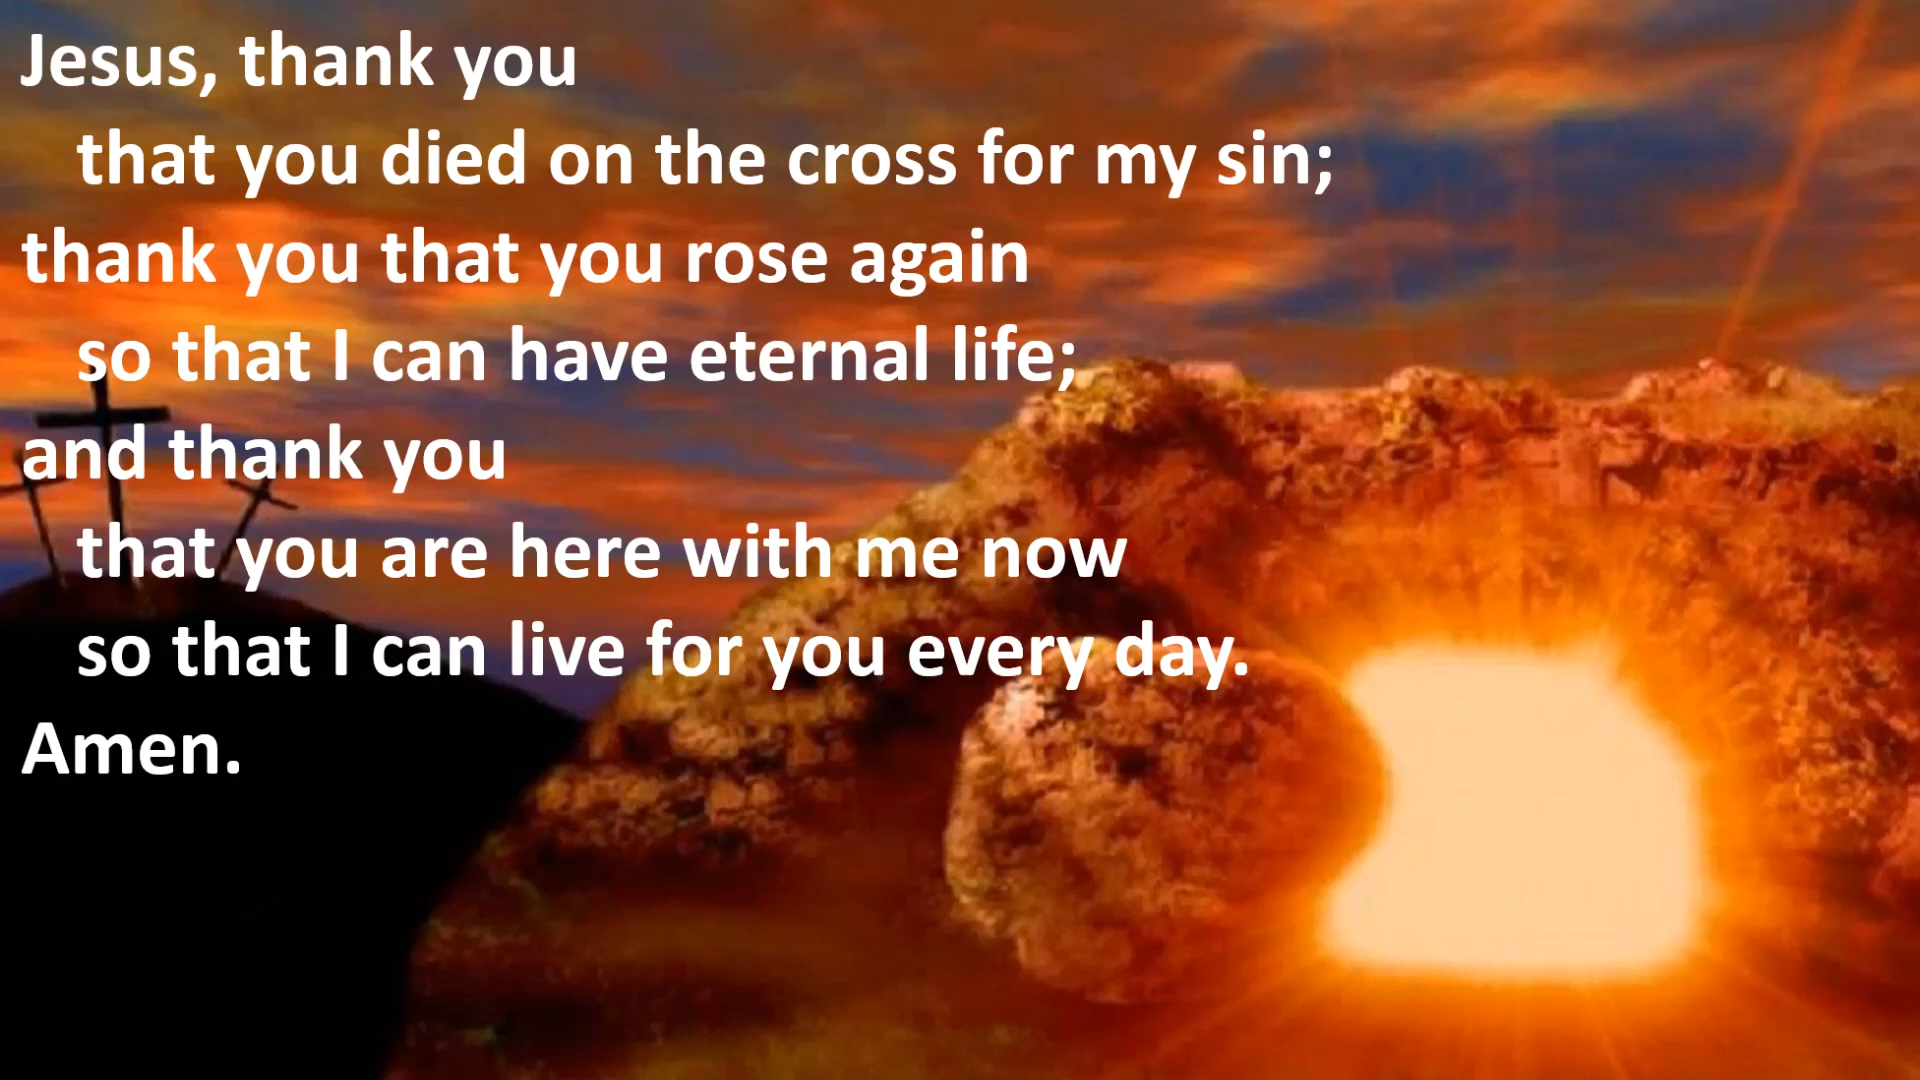 Jesus, thank you
that you died on the cross for my sin;
thank you that you rose again
so that I can have eternal life;
and thank you
that you are here with me now
so that I can live for you every day.
Amen.